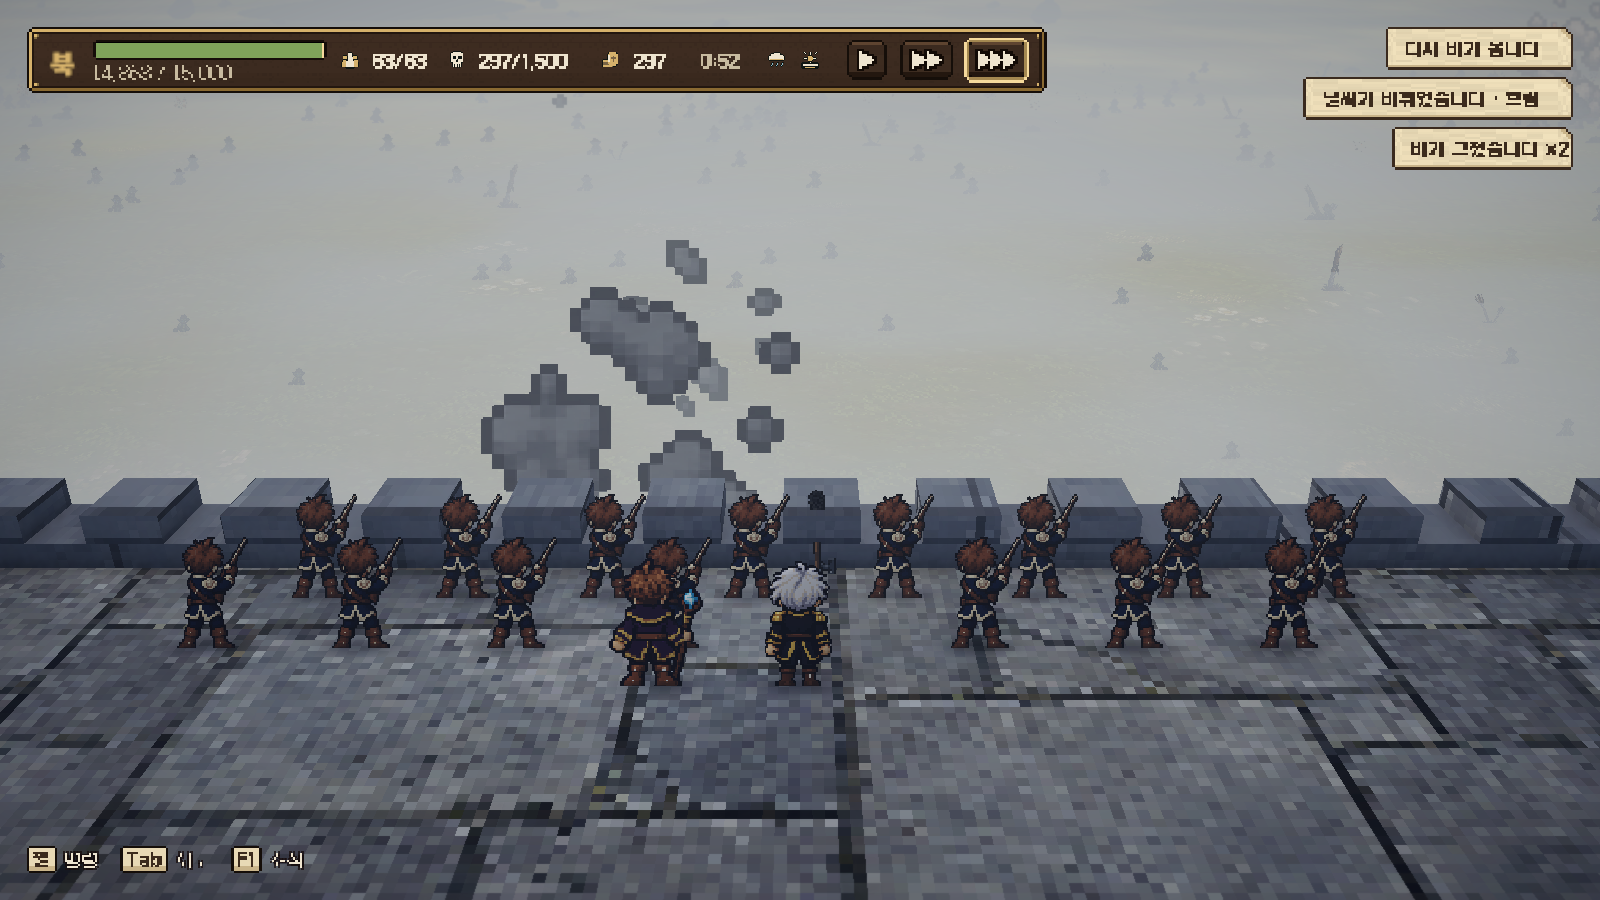 북
14,868 / 15,000
63/63
297/1,500
297
0:52
다시 비가 옵니다
날씨가 바뀌었습니다 · 흐림
비가 그쳤습니다 ×2
Tab
F1